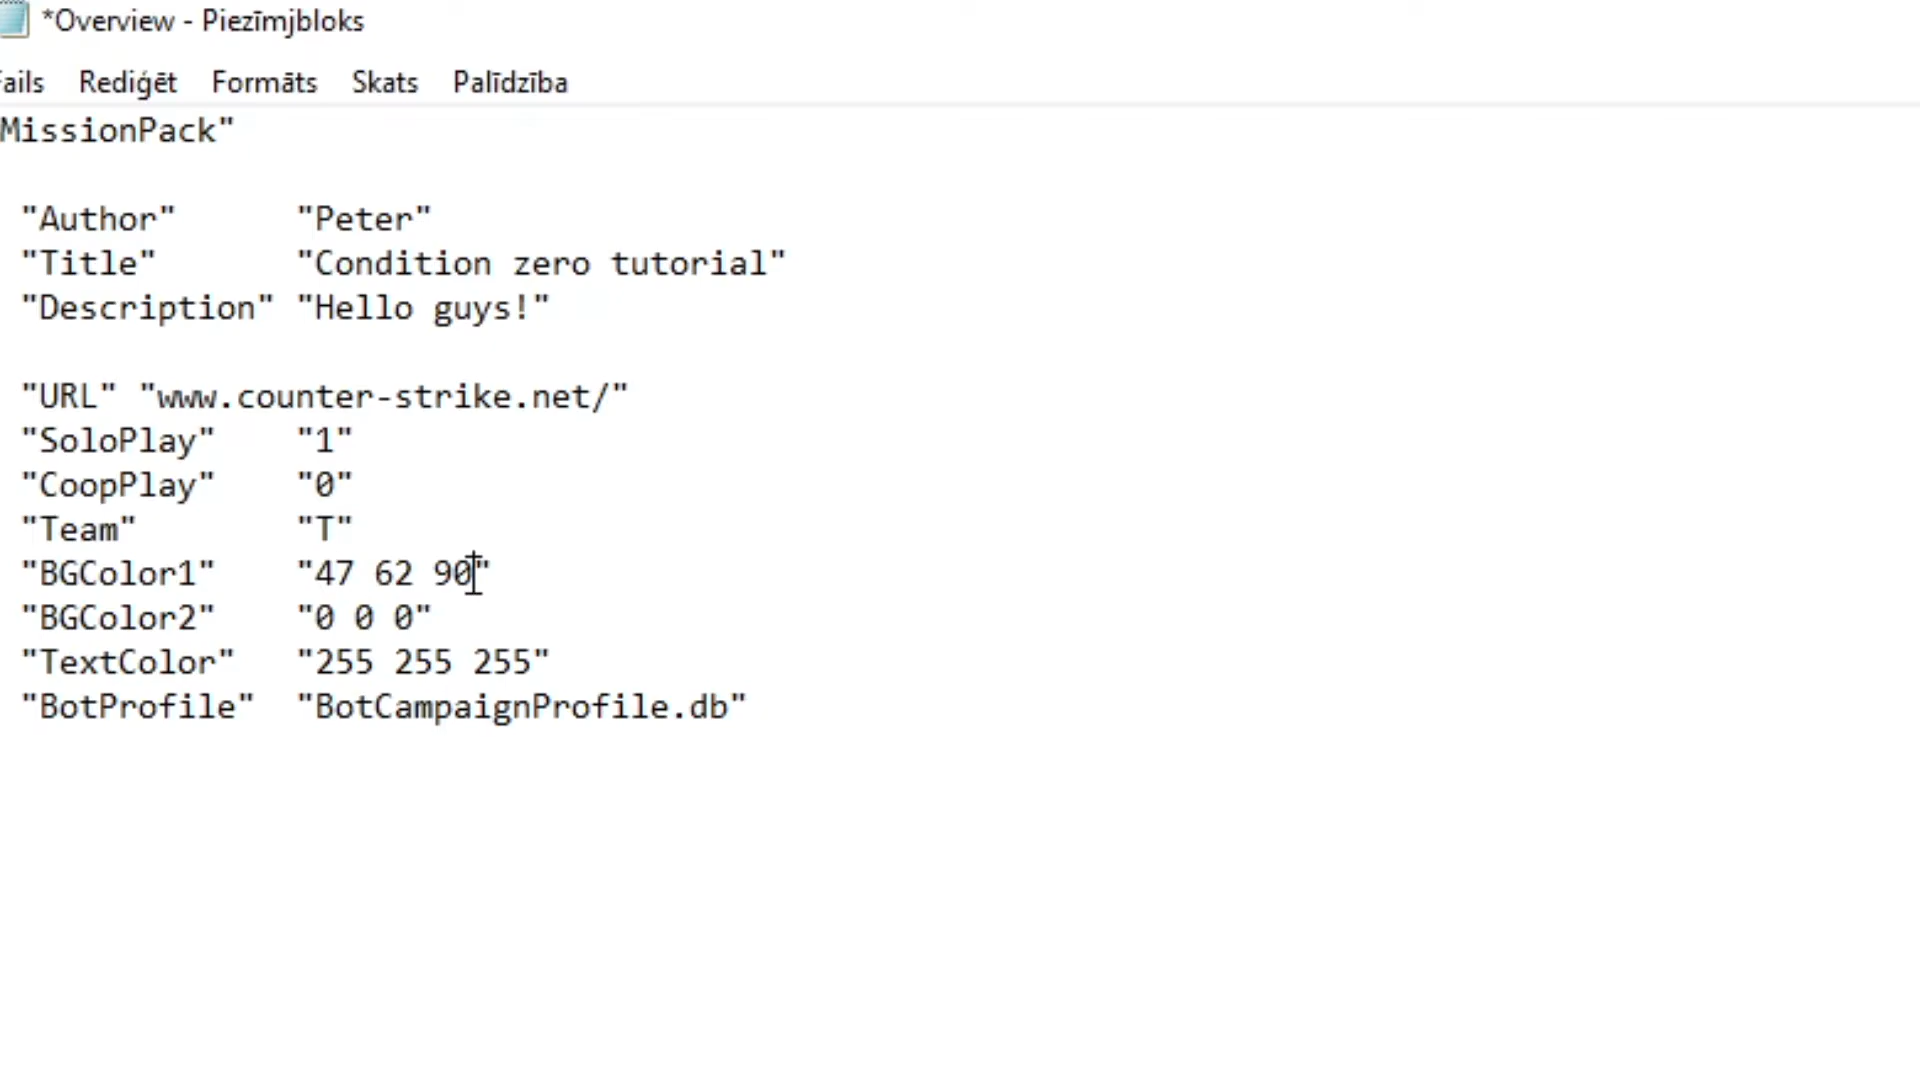 *Overview - Piezīmjbloks
Fails Rediģēt Formāts Skats Palīdzība
MissionPack"
"Author" "Peter"
"Title" "Condition zero tutorial"
"Description" "Hello guys!"
"URL" "www.counter-strike.net/"
"SoloPlay" "1"
"CoopPlay" "0"
"Team" "T"
"BGColor1" "47 62 90"
"BGColor2" "0 0 0"
"TextColor" "255 255 255"
"BotProfile" "BotCampaignProfile.db"